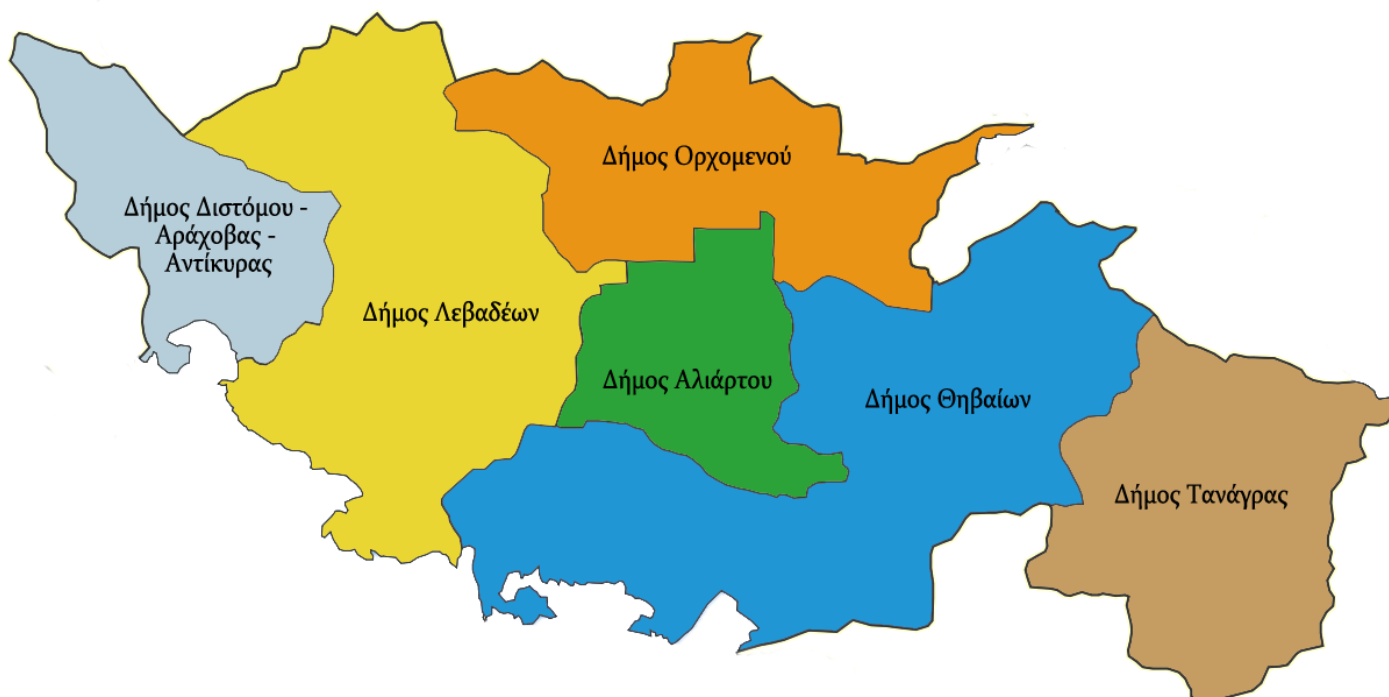 Δήμος Ορχομενού
Δήμος Διστόμου -
Αράχοβας -
Αντίκυρας
Δήμος Λεβαδέων
Δήμος Αλιάρτου
Δήμος Θηβαίων
Δήμος Τανάγρας